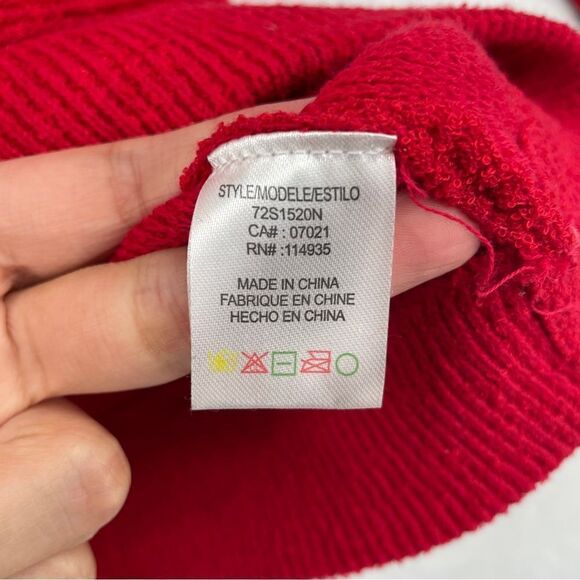 STYLE/MODELE/ESTILO
72S1520N
CA# : 07021
RN# :114935
MADE IN CHINA
FABRIQUE EN CHINE
HECHO EN CHINA